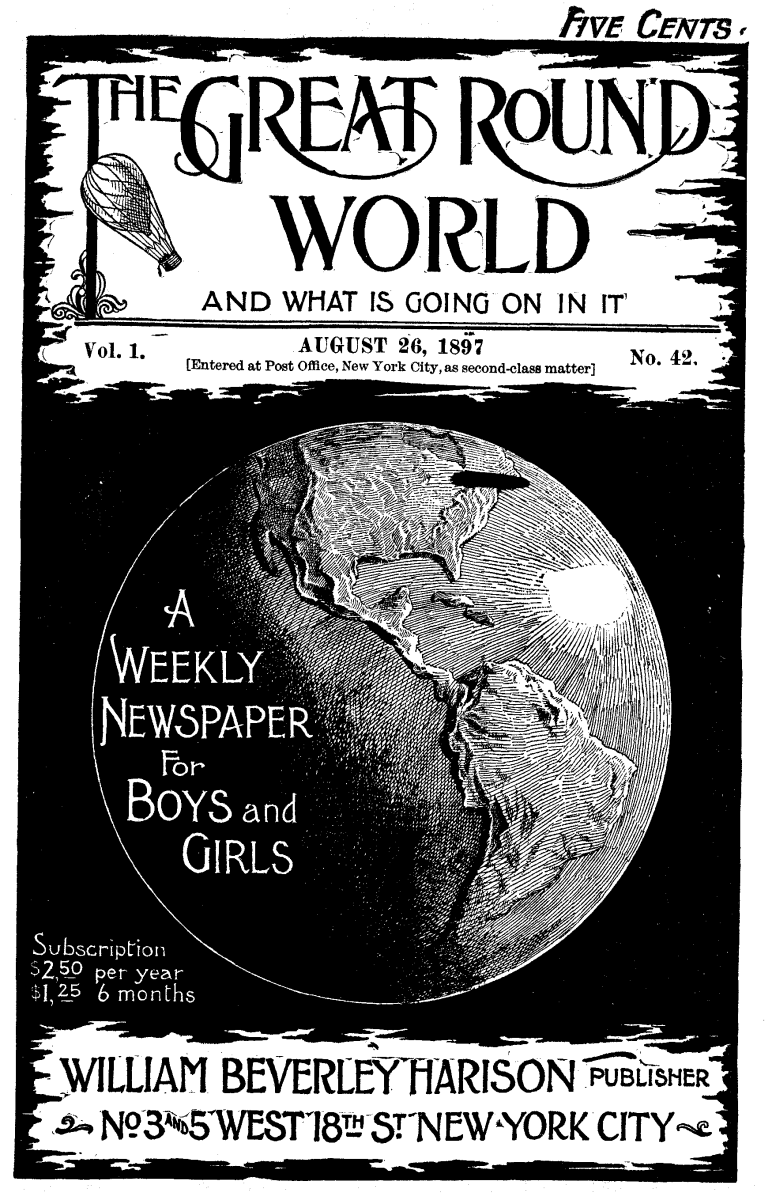 FIVE CENTS.
THE GREAT ROUND
WORLD
AND WHAT IS GOING ON IN IT
Vol. 1. AUGUST 26, 1897 No. 42.
[Entered at Post Office, New York City, as second-class matter]
A
WEEKLY
NEWSPAPER
For
BOYS and
GIRLS
Subscription
$2,50 per year
$1,25 6 months
WILLIAM BEVERLEY HARISON PUBLISHER
No 3 AND 5 WEST 18TH ST NEW YORK CITY